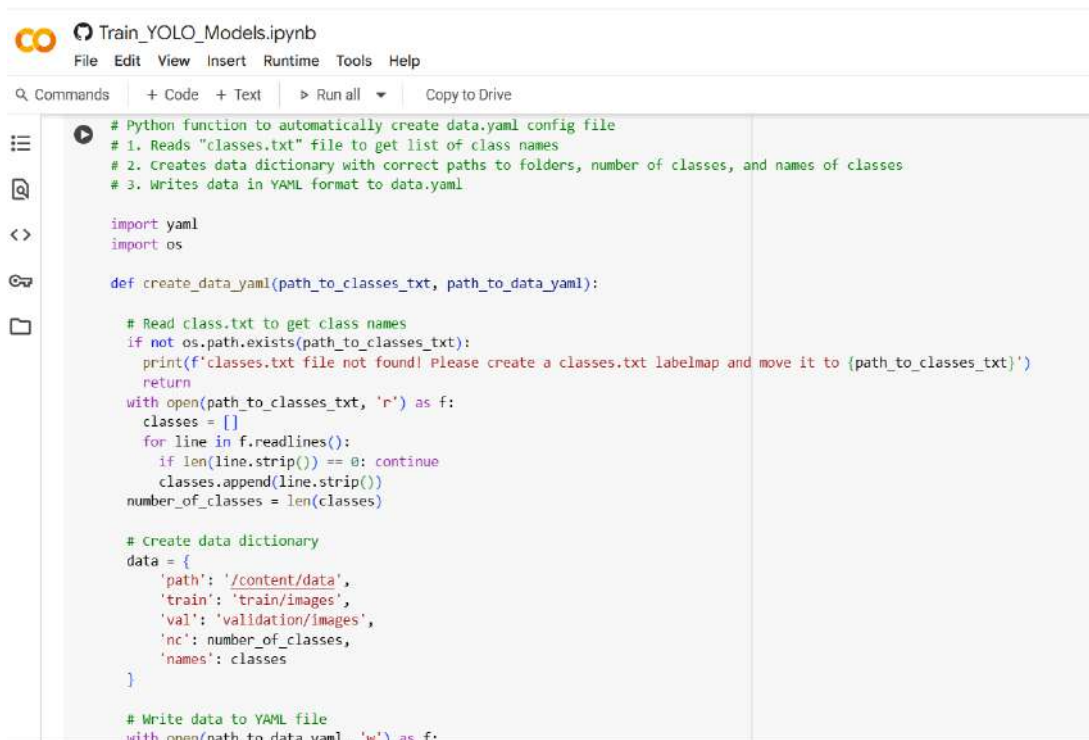 Train_YOLO_Models.ipynb
File Edit View Insert Runtime Tools Help
Commands + Code + Text Run all Copy to Drive
# Python function to automatically create data.yaml config file
# 1. Reads "classes.txt" file to get list of class names
# 2. Creates data dictionary with correct paths to folders, number of classes, and names of classes
# 3. Writes data in YAML format to data.yaml
import yaml
import os
def create_data_yaml(path_to_classes_txt, path_to_data_yaml):
# Read class.txt to get class names
if not os.path.exists(path_to_classes_txt):
print(f'classes.txt file not found! Please create a classes.txt labelmap and move it to {path_to_classes_txt}')
return
with open(path_to_classes_txt, 'r') as f:
classes = []
for line in f.readlines():
if len(line.strip()) == 0: continue
classes.append(line.strip())
number_of_classes = len(classes)
# Create data dictionary
data = {
'path': '/content/data',
'train': 'train/images',
'val': 'validation/images',
'nc': number_of_classes,
'names': classes
}
# Write data to YAML file
with open(path_to_data_yaml, 'w') as f: